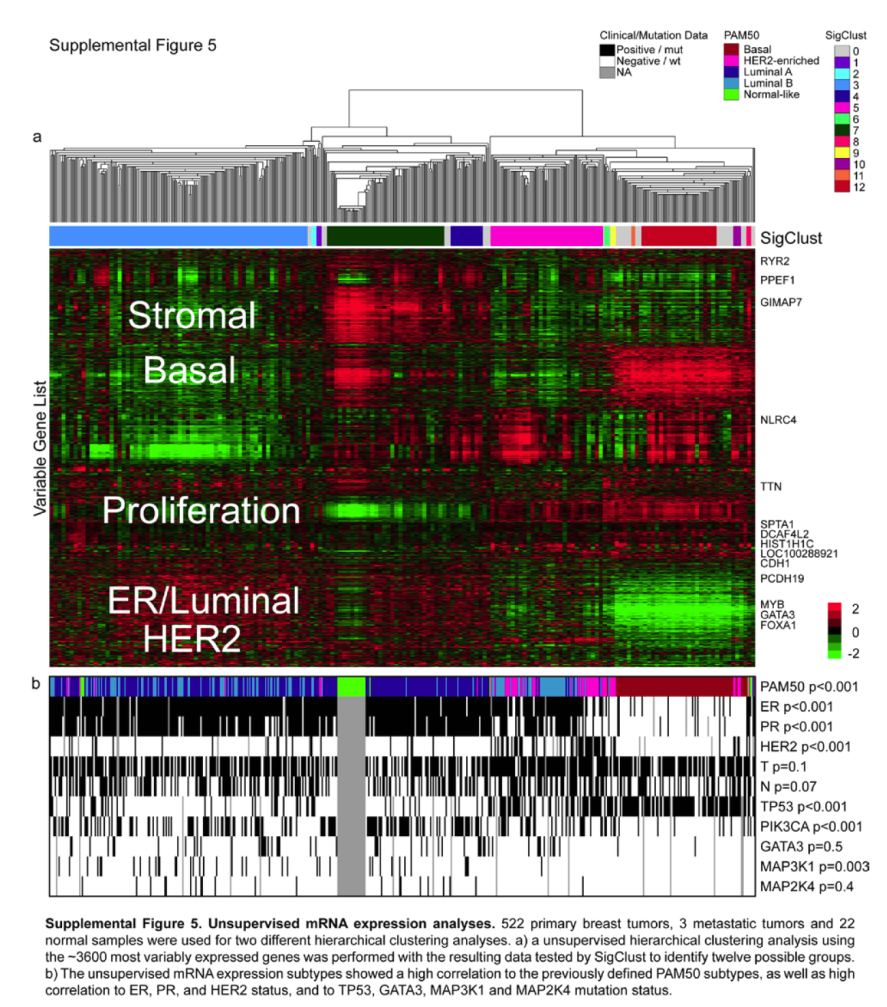 Supplemental Figure 5
Clinical/Mutation Data
Positive / mut
Negative / wt
NA
PAM50
Basal
HER2-enriched
Luminal A
Luminal B
Normal-like
SigClust
0
1
2
3
4
5
6
7
8
9
10
11
12
a
SigClust
Variable Gene List
Stromal
Basal
Proliferation
ER/Luminal
HER2
RYR2
PPEF1
GIMAP7
NLRC4
TTN
SPTA1
DCAF4L2
HIST1H1C
LOC100288921
CDH1
PCDH19
MYB
GATA3
FOXA1
2
0
-2
b
PAM50 p<0.001
ER p<0.001
PR p<0.001
HER2 p<0.001
T p=0.1
N p=0.07
TP53 p<0.001
PIK3CA p<0.001
GATA3 p=0.5
MAP3K1 p=0.003
MAP2K4 p=0.4
Supplemental Figure 5. Unsupervised mRNA expression analyses. 522 primary breast tumors, 3 metastatic tumors and 22
normal samples were used for two different hierarchical clustering analyses. a) a unsupervised hierarchical clustering analysis using
the ~3600 most variably expressed genes was performed with the resulting data tested by SigClust to identify twelve possible groups.
b) The unsupervised mRNA expression subtypes showed a high correlation to the previously defined PAM50 subtypes, as well as high
correlation to ER, PR, and HER2 status, and to TP53, GATA3, MAP3K1 and MAP2K4 mutation status.